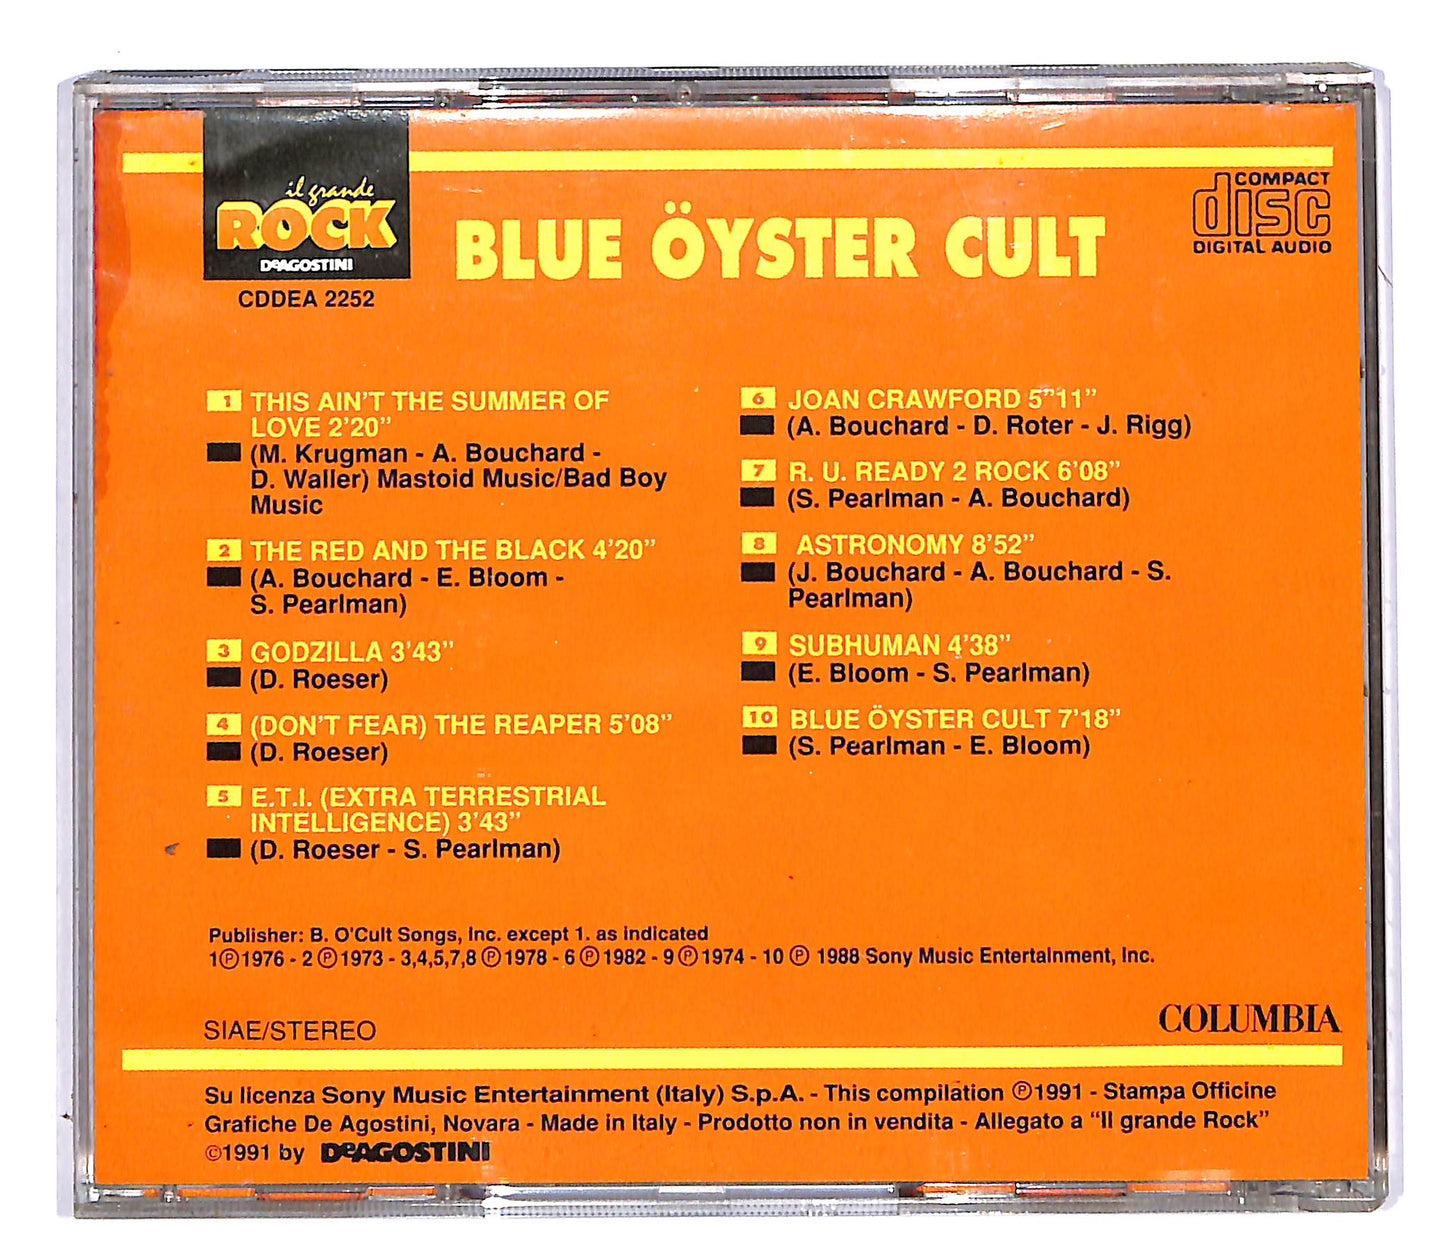 il grande
ROCK
DeAGOSTINI
CDDEA 2252
BLUE ÖYSTER CULT
COMPACT
disc
DIGITAL AUDIO
1 THIS AIN'T THE SUMMER OF
LOVE 2'20”
(M. Krugman - A. Bouchard -
D. Waller) Mastoid Music/Bad Boy
Music
2 THE RED AND THE BLACK 4'20”
(A. Bouchard - E. Bloom -
S. Pearlman)
3 GODZILLA 3'43”
(D. Roeser)
4 (DON'T FEAR) THE REAPER 5'08”
(D. Roeser)
5 E.T.I. (EXTRA TERRESTRIAL
INTELLIGENCE) 3'43”
(D. Roeser - S. Pearlman)
6 JOAN CRAWFORD 5”11”
(A. Bouchard - D. Roter - J. Rigg)
7 R. U. READY 2 ROCK 6'08”
(S. Pearlman - A. Bouchard)
8 ASTRONOMY 8'52”
(J. Bouchard - A. Bouchard - S.
Pearlman)
9 SUBHUMAN 4'38”
(E. Bloom - S. Pearlman)
10 BLUE ÖYSTER CULT 7'18”
(S. Pearlman - E. Bloom)
Publisher: B. O'Cult Songs, Inc. except 1. as indicated
1℗1976 - 2℗1973 - 3,4,5,7,8℗1978 - 6℗1982 - 9℗1974 - 10℗ 1988 Sony Music Entertainment, Inc.
SIAE/STEREO
COLUMBIA
Su licenza Sony Music Entertainment (Italy) S.p.A. - This compilation ℗1991 - Stampa Officine
Grafiche De Agostini, Novara - Made in Italy - Prodotto non in vendita - Allegato a “Il grande Rock”
©1991 by DeAGOSTINI